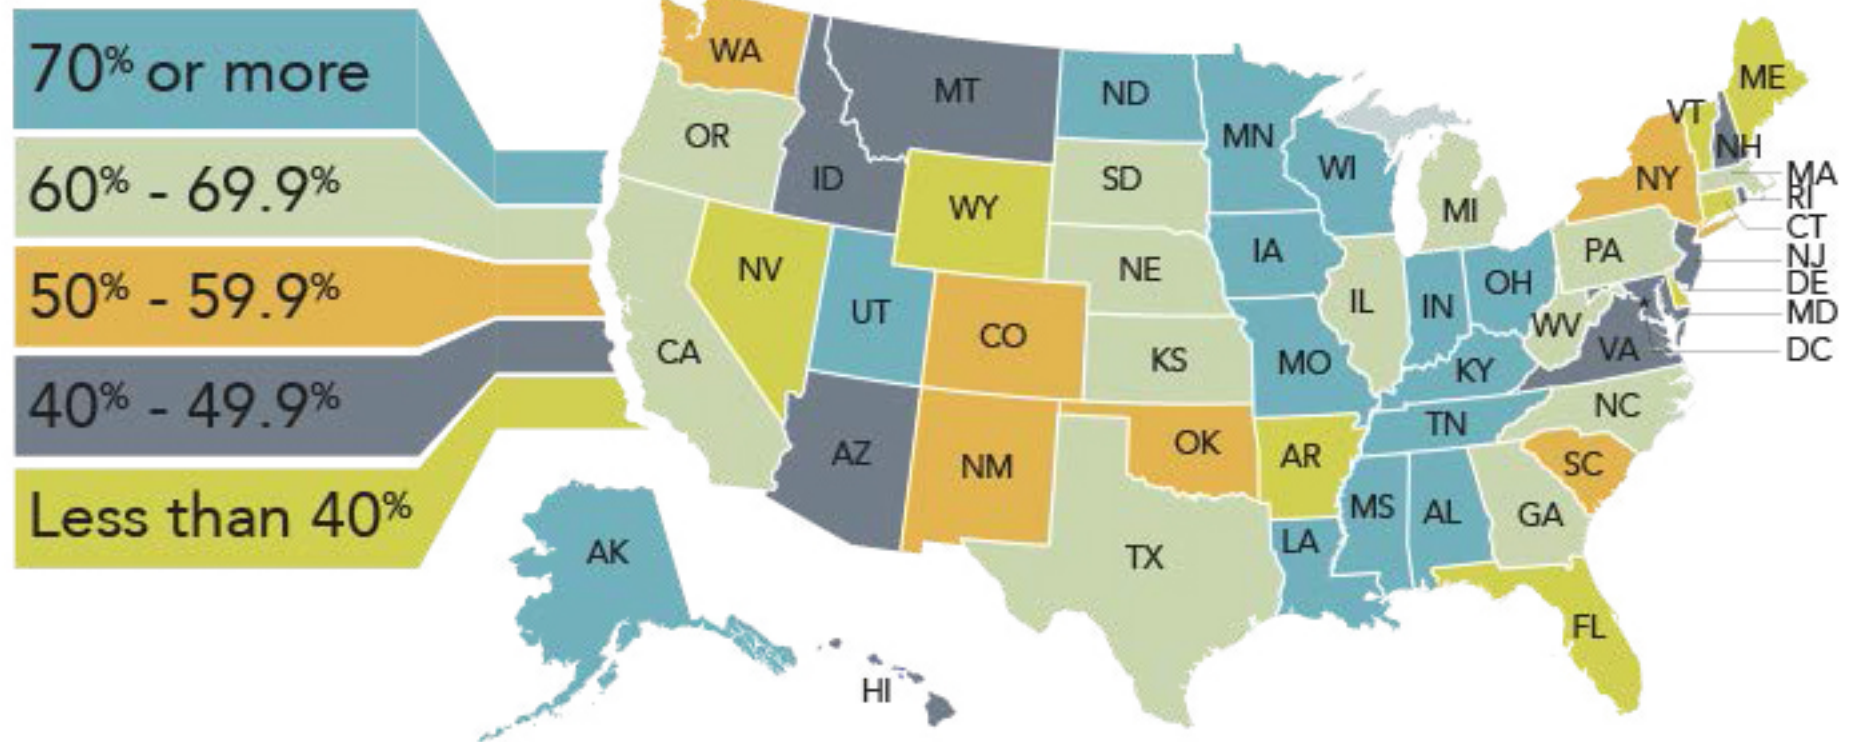 70% or more
60% - 69.9%
50% - 59.9%
40% - 49.9%
Less than 40%
WA
OR
CA
ID
NV
MT
WY
UT
AZ
CO
NM
ND
SD
NE
KS
OK
TX
MN
IA
MO
AR
LA
WI
IL
MI
IN
OH
KY
TN
MS
AL
GA
FL
SC
NC
VA
WV
PA
NY
VT
NH
ME
MA
RI
CT
NJ
DE
MD
DC
AK
HI